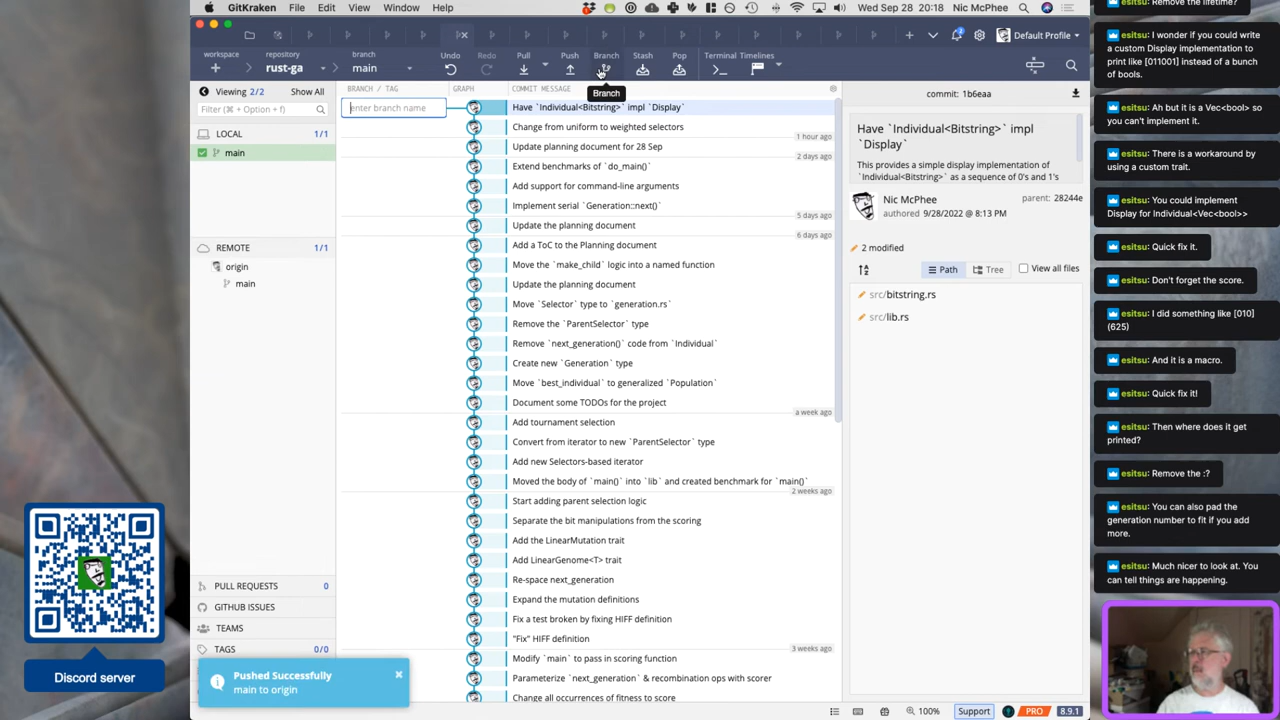 GitKraken File Edit View Window Help
Wed Sep 28 20:18 Nic McPhee
2 Default Profile
workspace
repository
rust-ga
branch
main
Undo
Redo
Pull
Push
Branch
Stash
Pop
Terminal
Timelines
Branch
Viewing 2/2 Show All
Filter (⌘ + Option + f)
LOCAL 1/1
main
REMOTE 1/1
origin
main
PULL REQUESTS 0
GITHUB ISSUES
TEAMS
TAGS 0/0
Pushed Successfully
main to origin
BRANCH / TAG GRAPH COMMIT MESSAGE
enter branch name
Have `Individual<Bitstring>` impl `Display`
Change from uniform to weighted selectors
1 hour ago
Update planning document for 28 Sep
2 days ago
Extend benchmarks of `do_main()`
Add support for command-line arguments
Implement serial `Generation::next()`
5 days ago
Update the planning document
6 days ago
Add a ToC to the Planning document
Move the `make_child` logic into a named function
Update the planning document
Move `Selector` type to `generation.rs`
Remove the `ParentSelector` type
Remove `next_generation()` code from `Individual`
Create new `Generation` type
Move `best_individual` to generalized `Population`
Document some TODOs for the project
a week ago
Add tournament selection
Convert from iterator to new `ParentSelector` type
Add new Selectors-based iterator
Moved the body of `main()` into `lib` and created benchmark for `main()`
2 weeks ago
Start adding parent selection logic
Separate the bit manipulations from the scoring
Add the LinearMutation trait
Add LinearGenome<T> trait
Re-space next_generation
Expand the mutation definitions
Fix a test broken by fixing HIFF definition
"Fix" HIFF definition
3 weeks ago
Modify `main` to pass in scoring function
Parameterize `next_generation` & recombination ops with scorer
Change all occurrences of fitness to score
commit: 1b6eaa
Have `Individual<Bitstring>` impl
`Display`
This provides a simple display implementation of
`Individual<Bitstring>` as a sequence of 0's and 1's
Nic McPhee
authored 9/28/2022 @ 8:13 PM
parent: 28244e
2 modified
Path
Tree
View all files
src/bitstring.rs
src/lib.rs
100%
Support
PRO
8.9.1
Discord server
esitsu: Remove the lifetime?
esitsu: I wonder if you could write
a custom Display implementation to
print like [011001] instead of a bunch
of bools.
esitsu: Ah but it is a Vec<bool> so
you can't implement it.
esitsu: There is a workaround by
using a custom trait.
esitsu: You could implement
Display for Individual<Vec<bool>>
esitsu: Quick fix it.
esitsu: Don't forget the score.
esitsu: I did something like [010]
(625)
esitsu: And it is a macro.
esitsu: Quick fix it!
esitsu: Then where does it get
printed?
esitsu: Remove the :?
esitsu: You can also pad the
generation number to fit if you add
more.
esitsu: Much nicer to look at. You
can tell things are happening.